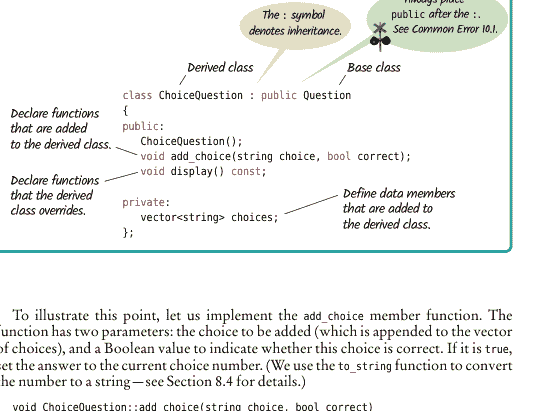 The : symbol
denotes inheritance.
Always place
public after the :.
See Common Error 10.1.
Derived class
Base class
class ChoiceQuestion : public Question
{
public:
ChoiceQuestion();
void add_choice(string choice, bool correct);
void display() const;
private:
vector<string> choices;
};
Declare functions
that are added
to the derived class.
Declare functions
that the derived
class overrides.
Define data members
that are added to
the derived class.
To illustrate this point, let us implement the add_choice member function. The
function has two parameters: the choice to be added (which is appended to the vector
of choices), and a Boolean value to indicate whether this choice is correct. If it is true,
set the answer to the current choice number. (We use the to_string function to convert
the number to a string—see Section 8.4 for details.)
void ChoiceQuestion::add_choice(string choice, bool correct)